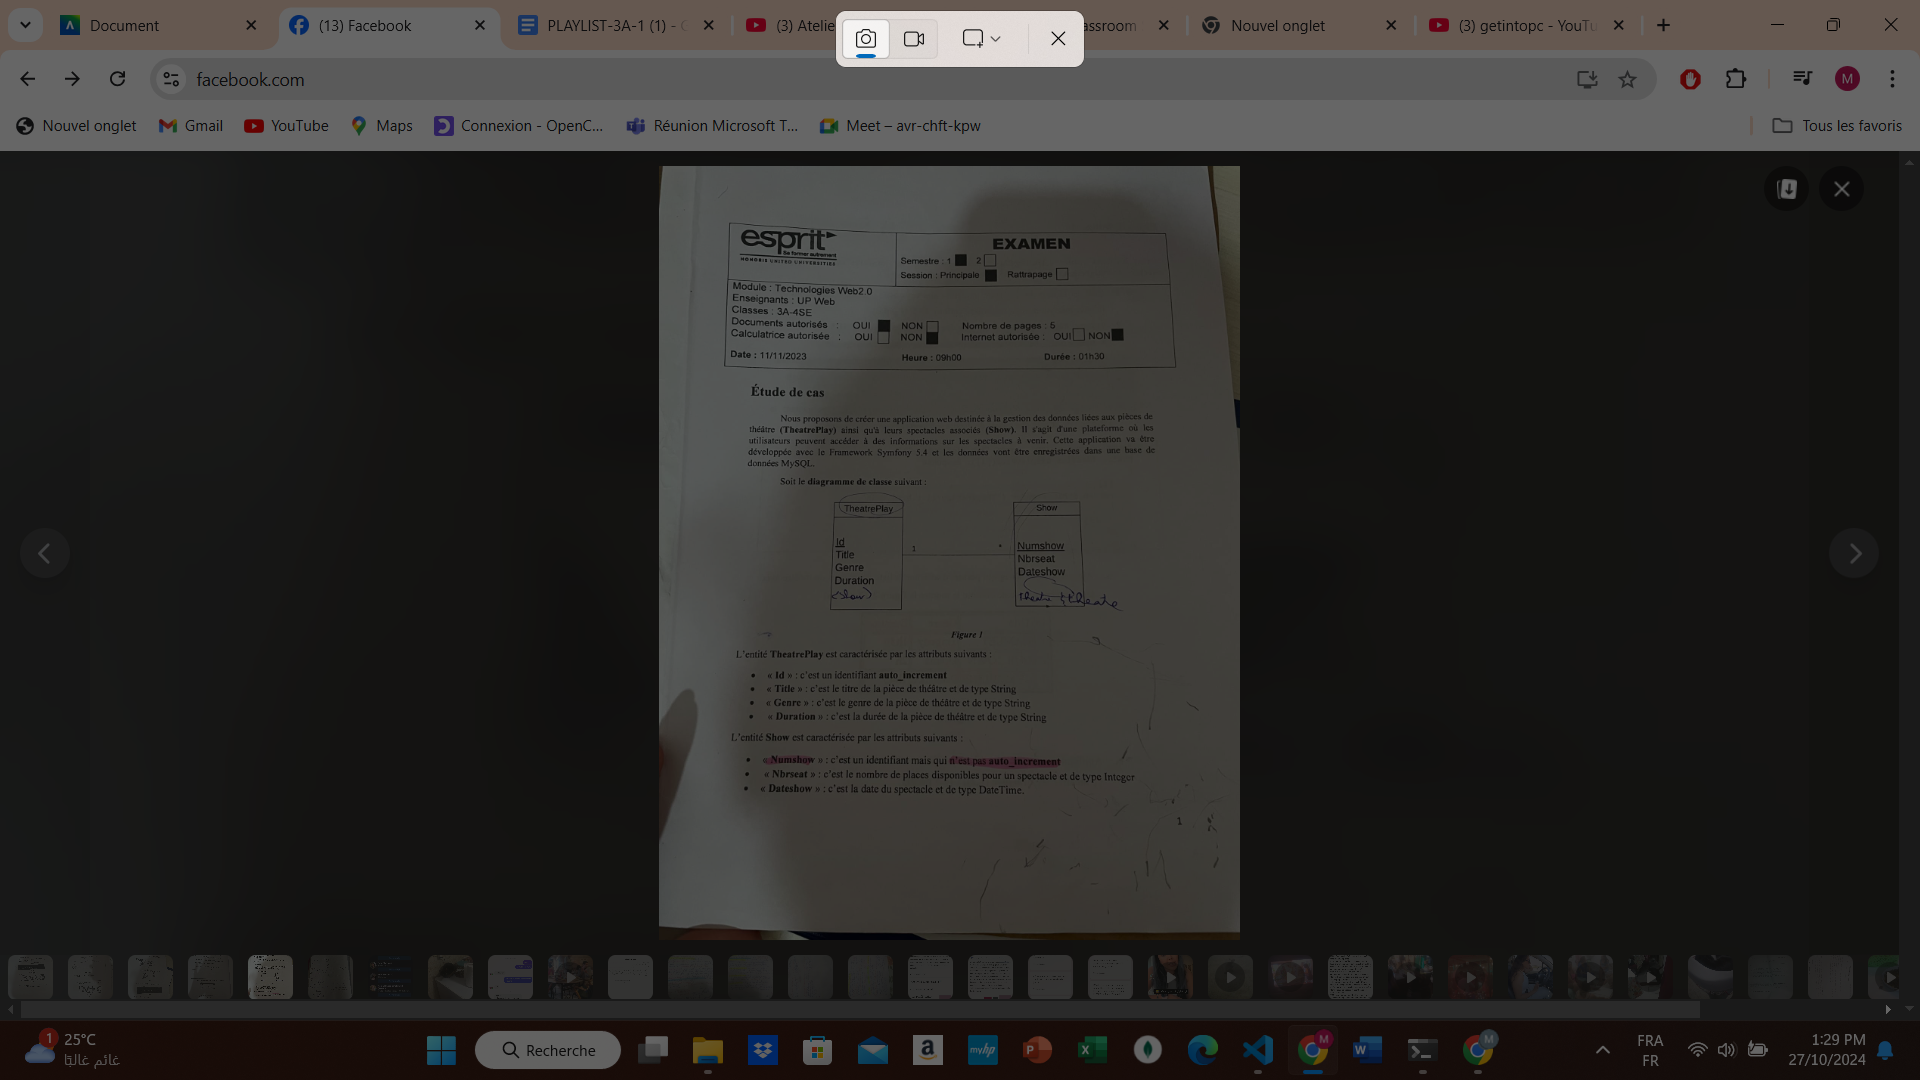 Document
(13) Facebook
PLAYLIST-3A-1 (1) - G
(3) Atelie
assroom
Nouvel onglet
(3) getintopc - YouTu
facebook.com
M
Nouvel onglet
Gmail
YouTube
Maps
Connexion - OpenC...
Réunion Microsoft T...
Meet – avr-chft-kpw
Tous les favoris
esprit
Se former autrement
HONORIS UNITED UNIVERSITIES
EXAMEN
Semestre : 1 2
Session : Principale Rattrapage
Module : Technologies Web2.0
Enseignants : UP Web
Classes : 3A-4SE
Documents autorisés : OUI NON Nombre de pages : 5
Calculatrice autorisée : OUI NON Internet autorisée : OUI NON
Date : 11/11/2023 Heure : 09h00 Durée : 01h30
Étude de cas
Nous proposons de créer une application web destinée à la gestion des données liées aux pièces de
théâtre (TheatrePlay) ainsi qu'à leurs spectacles associés (Show). Il s'agit d'une plateforme où les
utilisateurs peuvent accéder à des informations sur les spectacles à venir. Cette application va être
développée avec le Framework Symfony 5.4 et les données vont être enregistrées dans une base de
données MySQL.
Soit le diagramme de classe suivant :
TheatrePlay
Id
Title
Genre
Duration
(show)
1
*
Show
Numshow
Nbrseat
Dateshow
theatre
Figure 1
L'entité TheatrePlay est caractérisée par les attributs suivants :
• « Id » : c'est un identifiant auto_increment
• « Title » : c'est le titre de la pièce de théâtre et de type String
• « Genre » : c'est le genre de la pièce de théâtre et de type String
• « Duration » : c'est la durée de la pièce de théâtre et de type String
L'entité Show est caractérisée par les attributs suivants :
• « Numshow » : c'est un identifiant mais qui n'est pas auto_increment
• « Nbrseat » : c'est le nombre de places disponibles pour un spectacle et de type Integer
• « Dateshow » : c'est la date du spectacle et de type DateTime.
1
1
25°C
غائم غالبًا
Recherche
FRA
FR
1:29 PM
27/10/2024